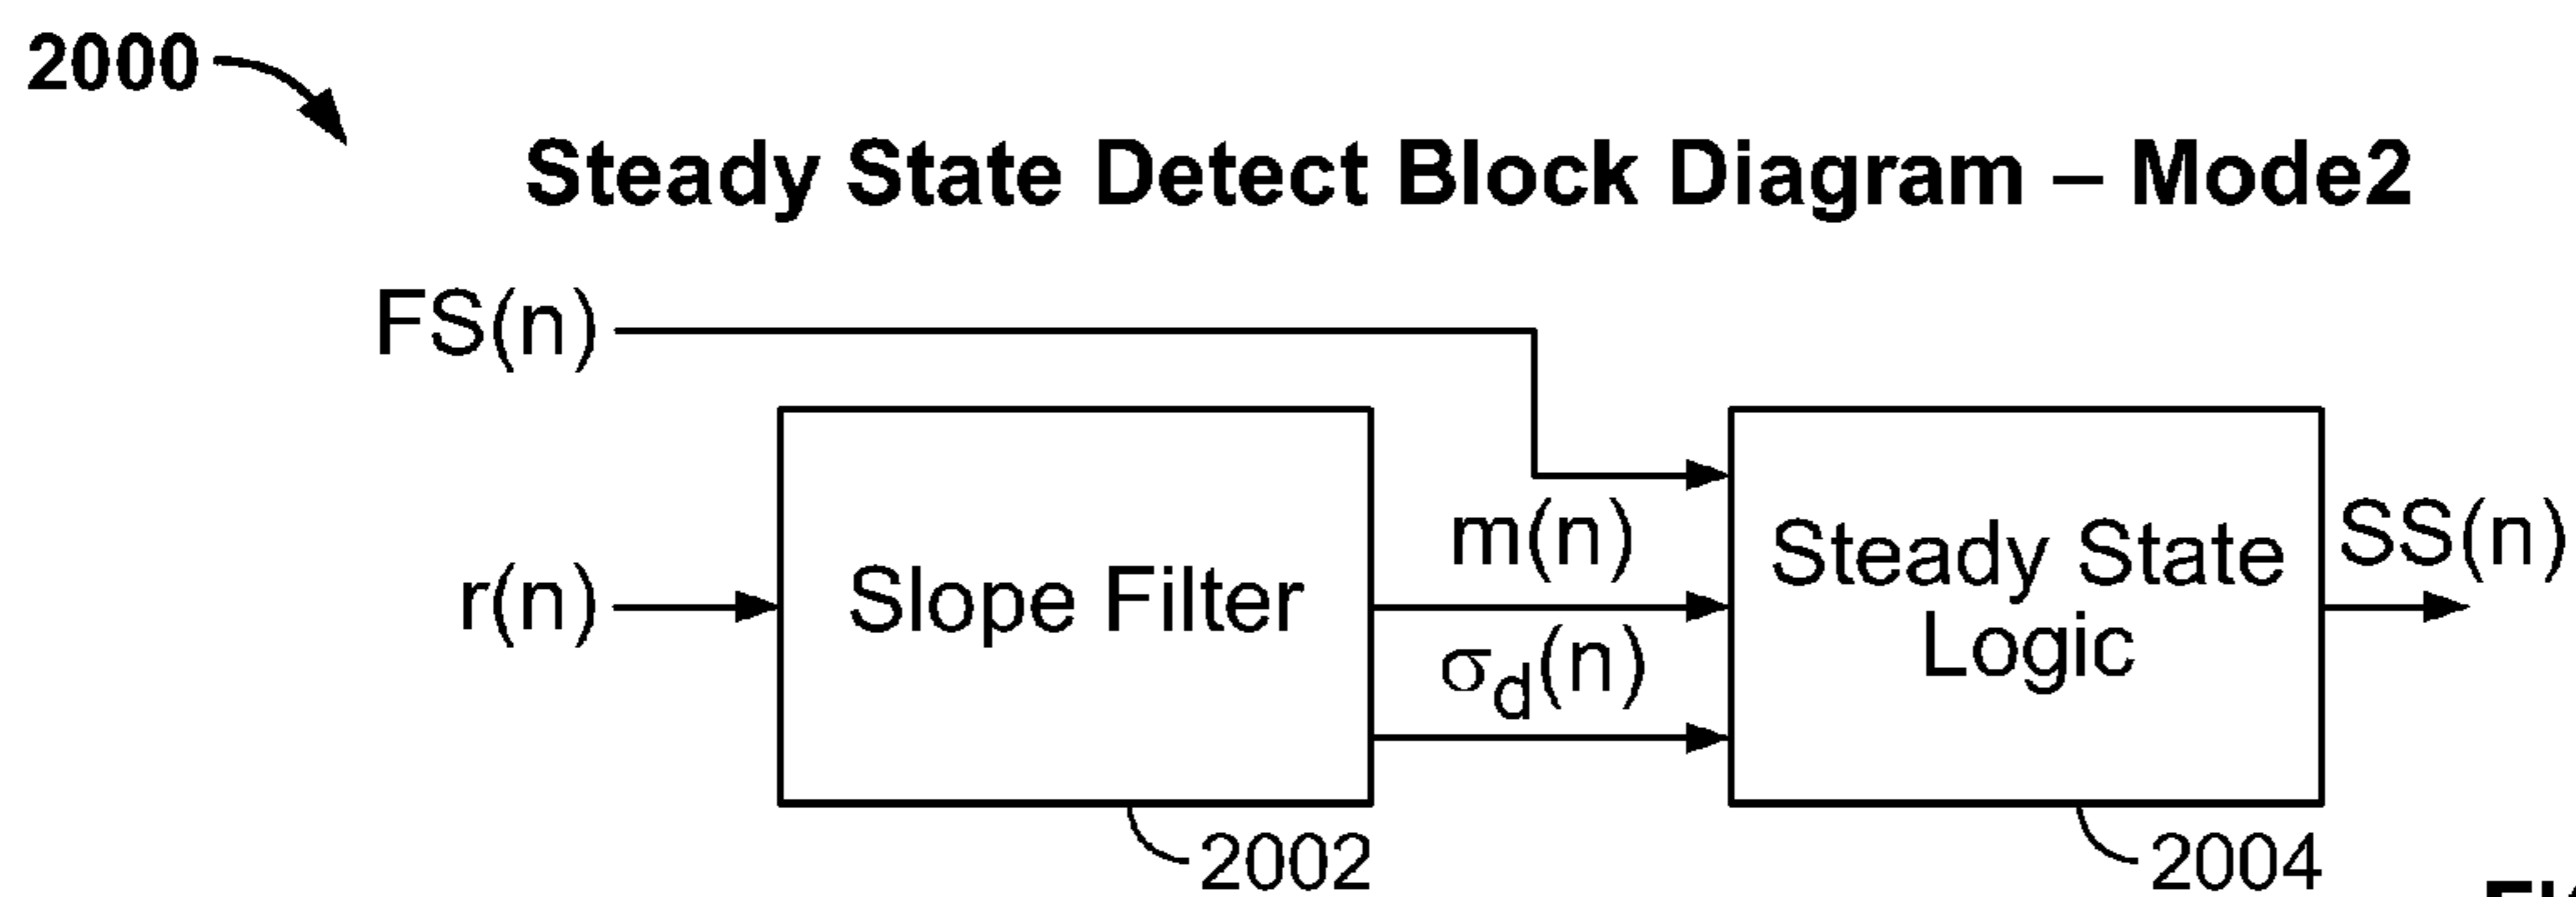 2000
Steady State Detect Block Diagram – Mode2
FS(n)
r(n)
Slope Filter
m(n)
σd(n)
Steady State
Logic
SS(n)
2002
2004